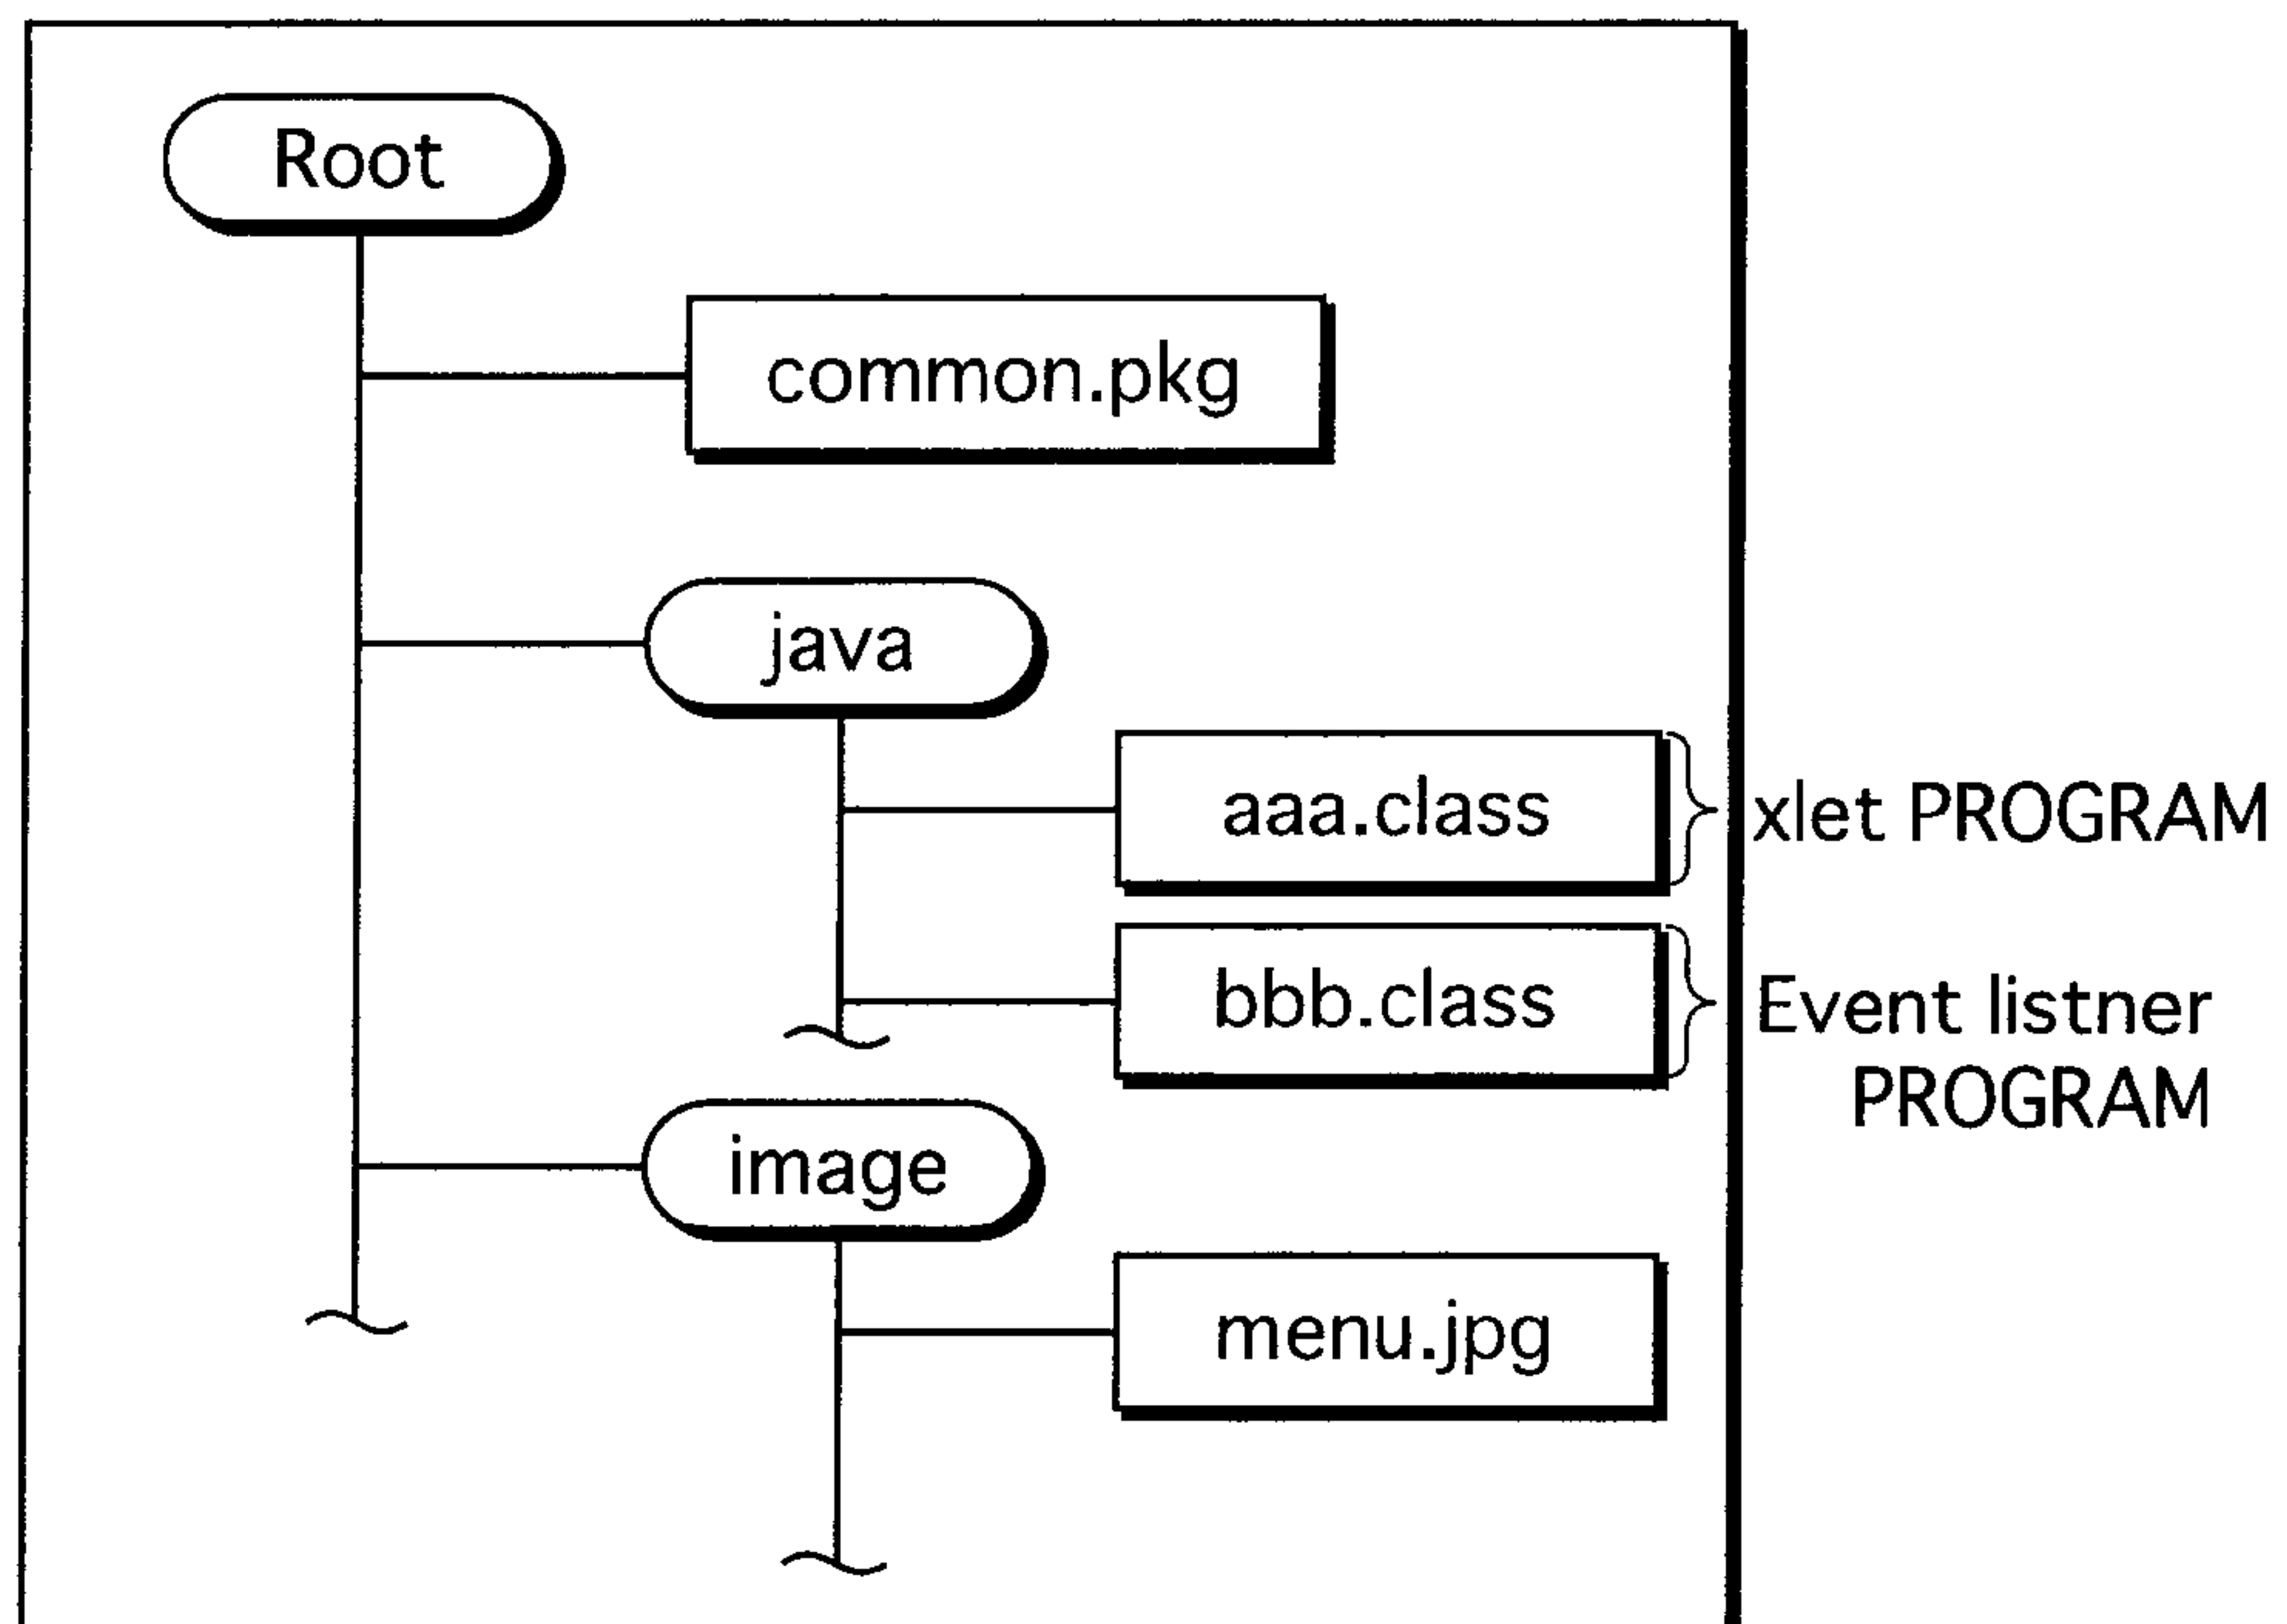 Root
common.pkg
java
aaa.class
xlet PROGRAM
bbb.class
Event listner
PROGRAM
image
menu.jpg